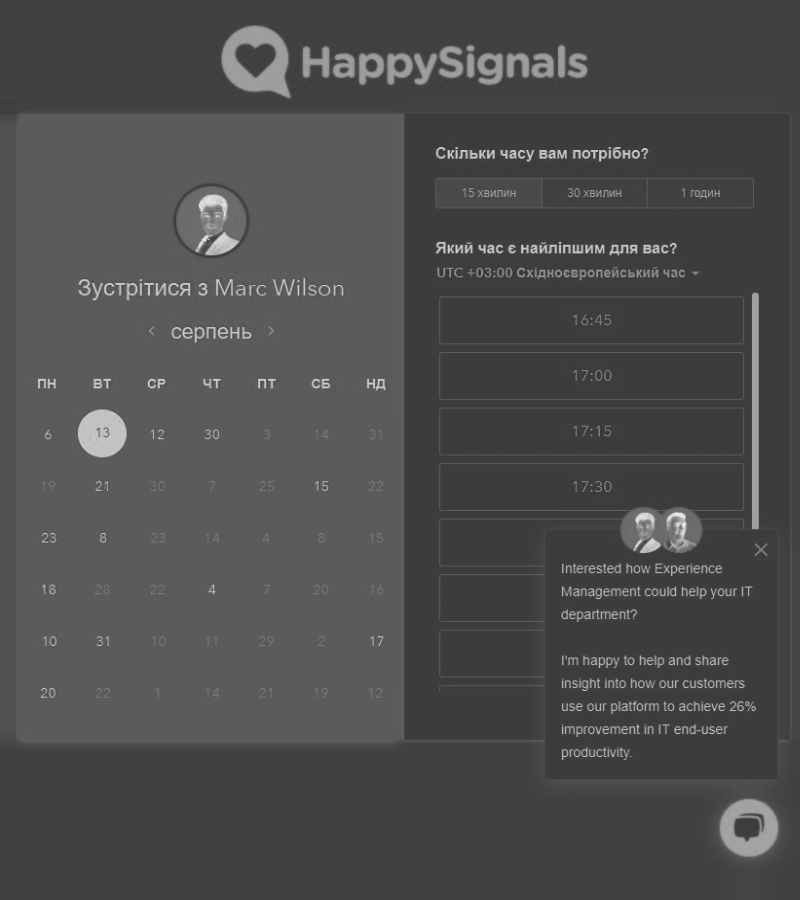 HappySignals
Зустрітися з Marc Wilson
серпень
ПН ВТ СР ЧТ ПТ СБ НД
6 13 12 30 3 14 31
19 21 30 7 25 15 22
23 8 23 14 4 8 15
18 28 22 4 7 20 16
10 31 10 11 29 2 17
20 22 1 14 21 19 12
Скільки часу вам потрібно?
15 хвилин 30 хвилин 1 годин
Який час є найліпшим для вас?
UTC +03:00 Східноєвропейський час
16:45
17:00
17:15
17:30
Interested how Experience
Management could help your IT
department?
I'm happy to help and share
insight into how our customers
use our platform to achieve 26%
improvement in IT end-user
productivity.